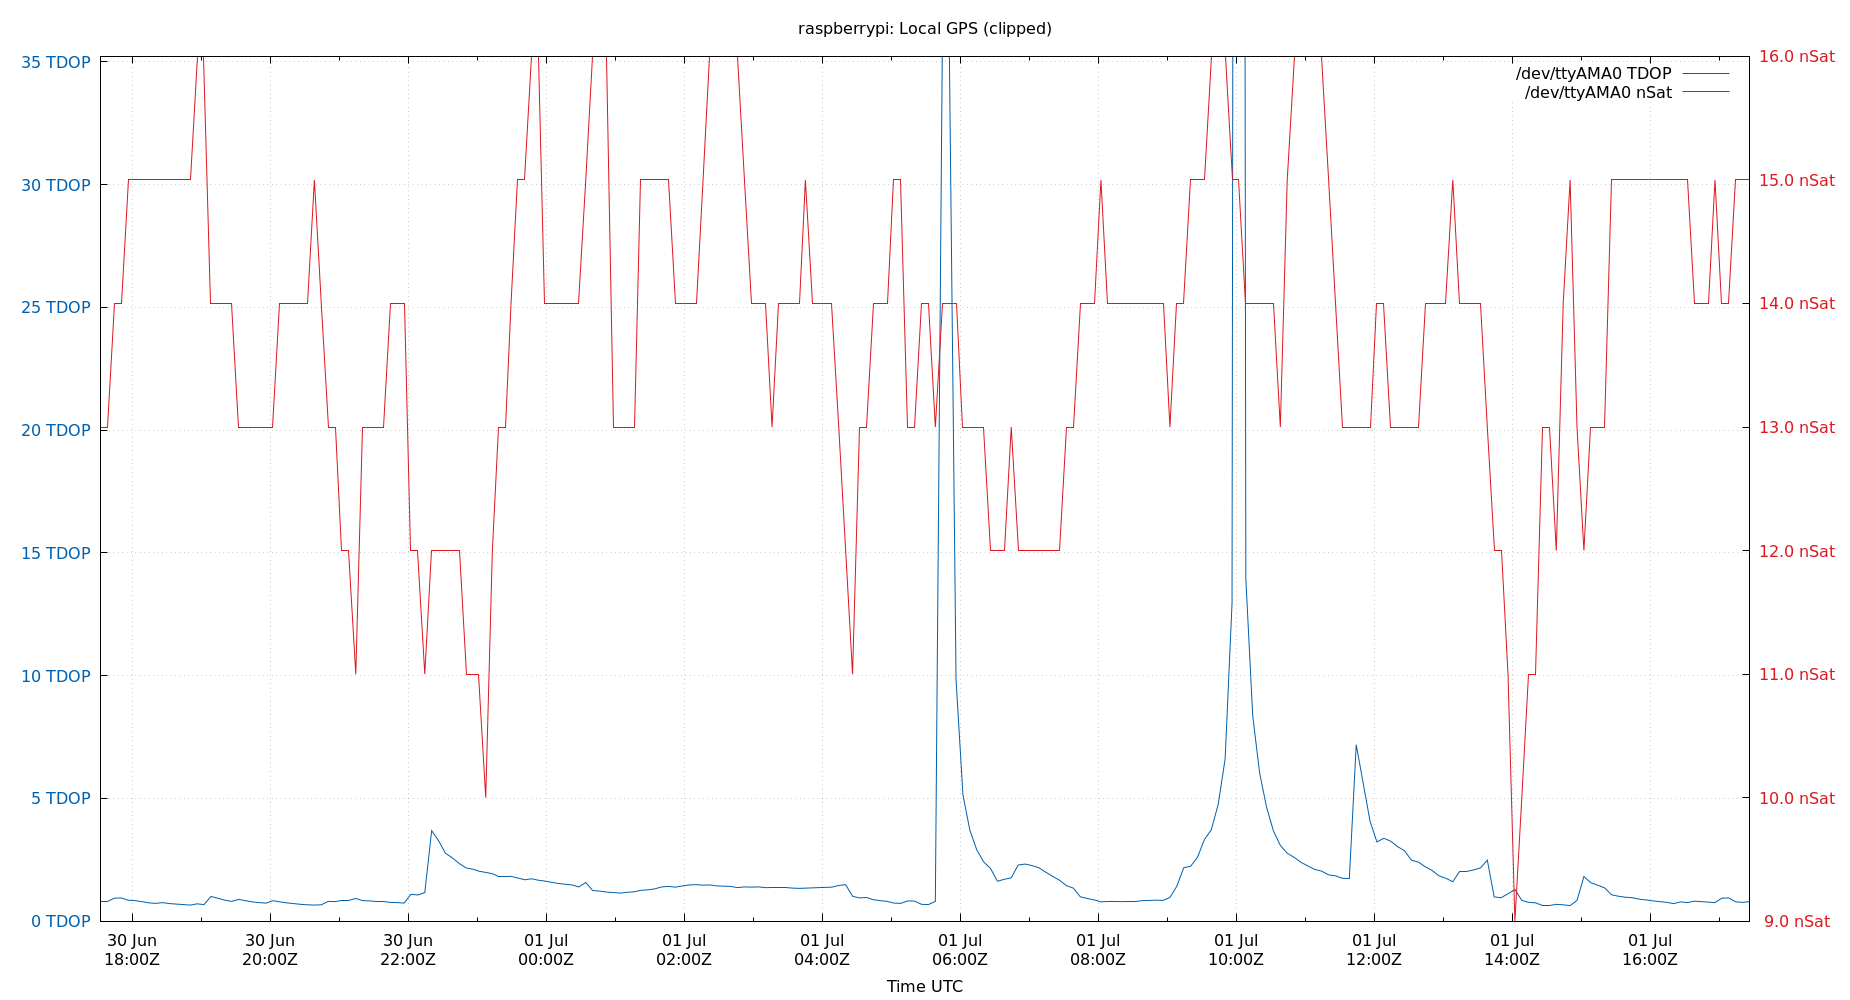 raspberrypi: Local GPS (clipped)
35 TDOP
30 TDOP
25 TDOP
20 TDOP
15 TDOP
10 TDOP
5 TDOP
0 TDOP
16.0 nSat
15.0 nSat
14.0 nSat
13.0 nSat
12.0 nSat
11.0 nSat
10.0 nSat
9.0 nSat
/dev/ttyAMA0 TDOP
/dev/ttyAMA0 nSat
30 Jun
18:00Z
30 Jun
20:00Z
30 Jun
22:00Z
01 Jul
00:00Z
01 Jul
02:00Z
01 Jul
04:00Z
01 Jul
06:00Z
01 Jul
08:00Z
01 Jul
10:00Z
01 Jul
12:00Z
01 Jul
14:00Z
01 Jul
16:00Z
Time UTC